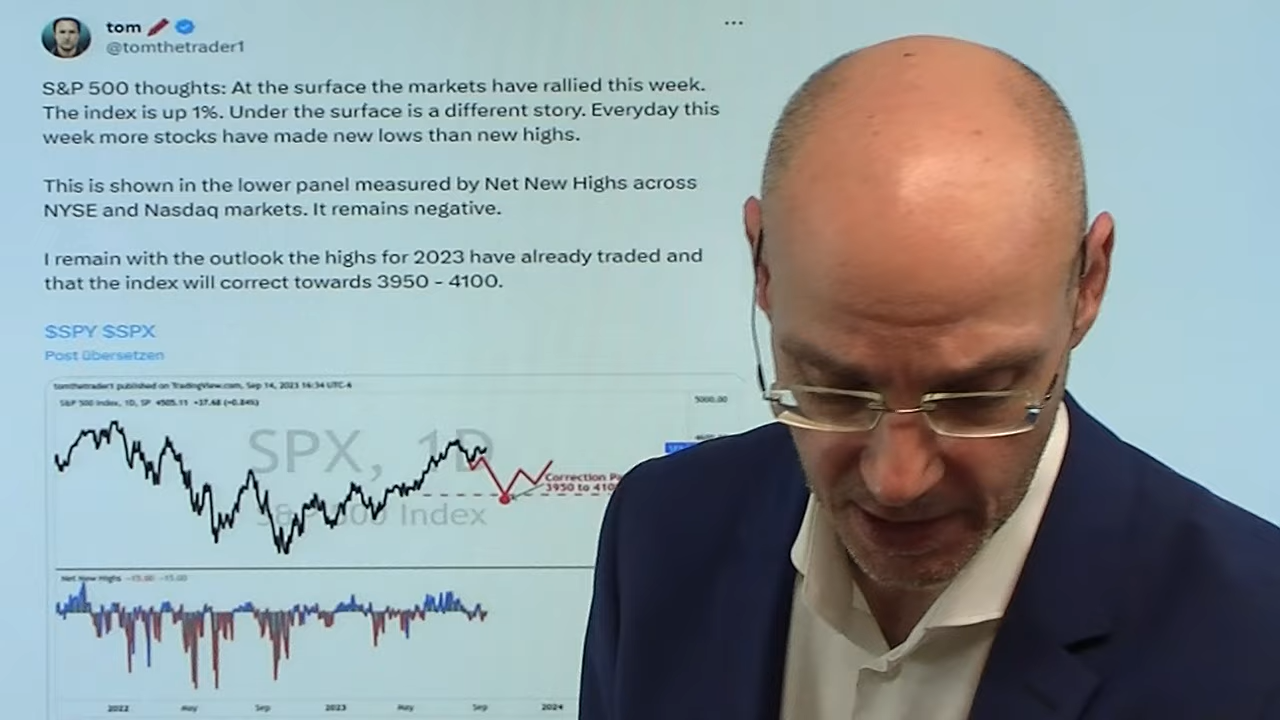 tom
@tomthetrader1
S&P 500 thoughts: At the surface the markets have rallied this week.
The index is up 1%. Under the surface is a different story. Everyday this
week more stocks have made new lows than new highs.
This is shown in the lower panel measured by Net New Highs across
NYSE and Nasdaq markets. It remains negative.
I remain with the outlook the highs for 2023 have already traded and
that the index will correct towards 3950 - 4100.
$SPY $SPX
Post übersetzen
tomthetrader1 published on TradingView.com, Sep 14, 2023 16:34 UTC-4
S&P 500 Index, 1D, SP 4505.11 +37.68 (+0.84%)
5000.00
SPX, 1D
S&P 500 Index
Correction
3950 to
Net New Highs -15.00 -15.00
2022 May Sep 2023 May Sep 2024